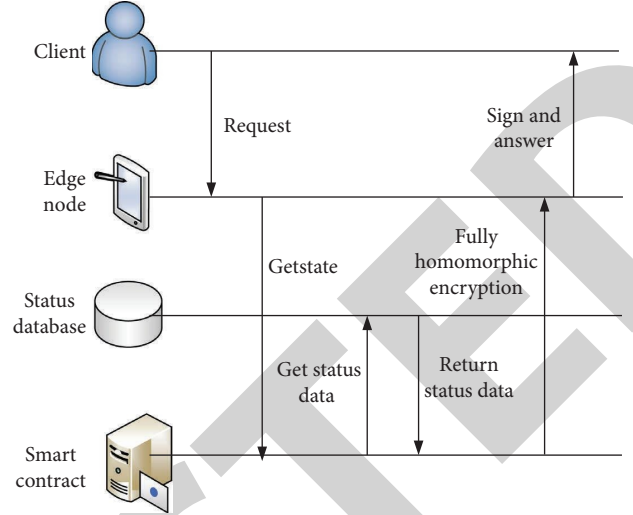 Client
Request
Sign and
answer
Edge
node
Getstate
Fully
homomorphic
encryption
Status
database
Get status
data
Return
status data
Smart
contract